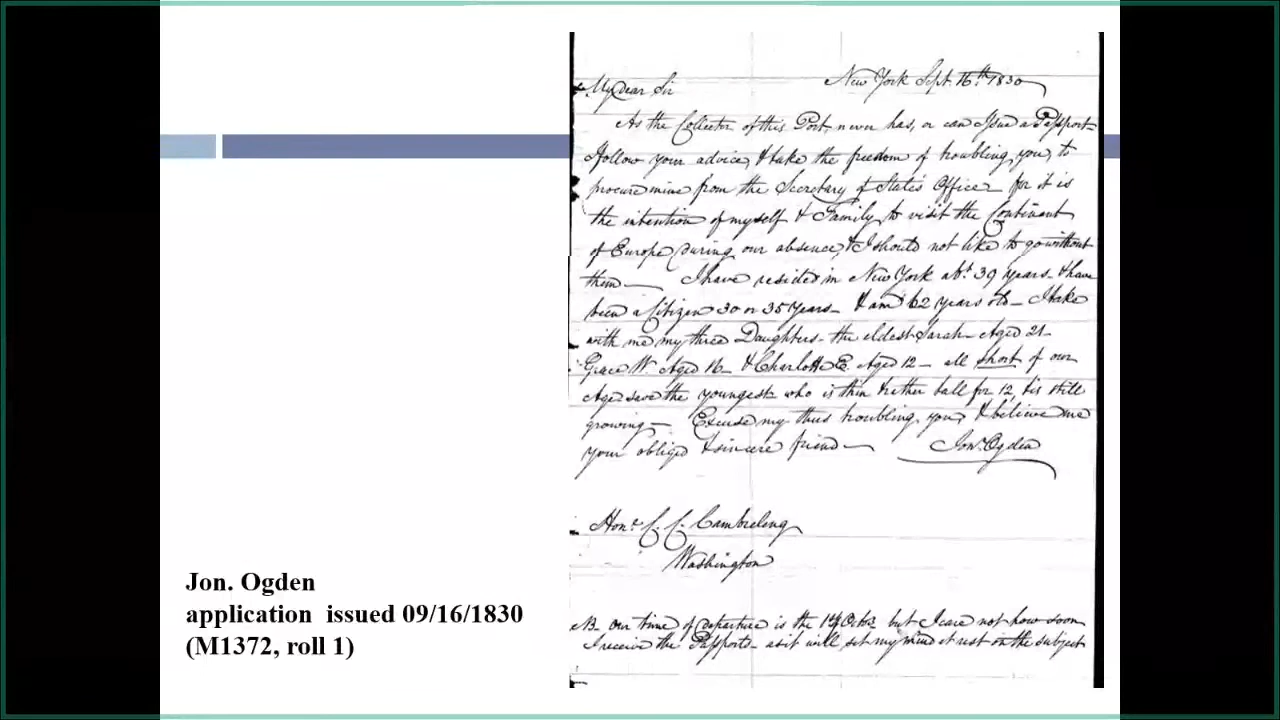 New York Sept. 16th 1830
My dear Sir
As the Collector of this Port never has, or can Issue a Passport
I follow your advice, & take the freedom of troubling you, to
procure mine from the Secretary of State's Office - for it is
the intention of myself & Family, to visit the Continant
of Europe during our absence, & I should not like to go without
them — I have resided in New York abt. 39 years - & have
been a Citizen 30 or 35 Years - & am 62 years old - I take
with me my three Daughters - the eldest Sarah Aged 21
Grace W. Aged 16 - & Charlotte E. Aged 12 - all short of our
Age save the youngest who is thin & rather tall for 12 & is still
growing — Excuse my thus troubling you, & believe me
your obliged & sincere friend —
Jon. Ogden
Honl. C. C. Cambreleng
Washington
NB. Our time of departure is the 1st Octor. but I care not how soon
I receive the Passports - as it will set my mind at rest on the subject
Jon. Ogden
application issued 09/16/1830
(M1372, roll 1)